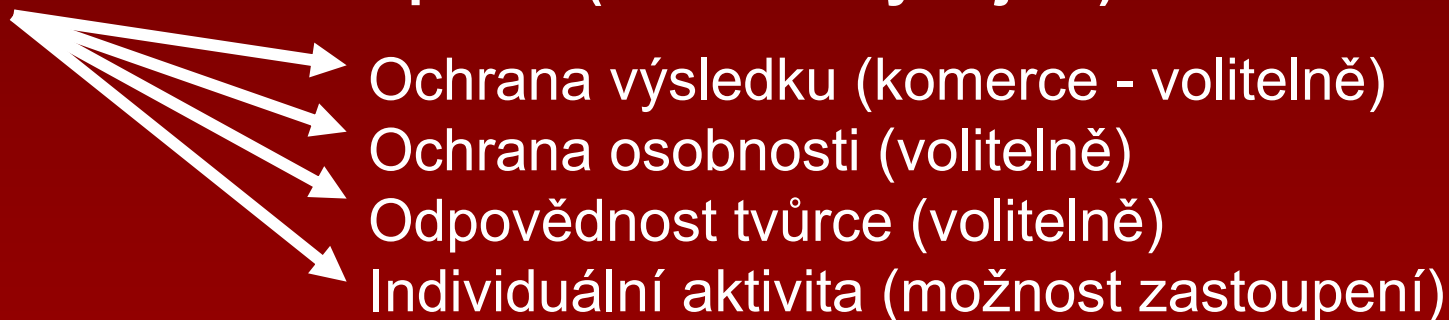 Ochrana výsledku (komerce - volitelně)
Ochrana osobnosti (volitelně)
Odpovědnost tvůrce (volitelně)
Individuální aktivita (možnost zastoupení)